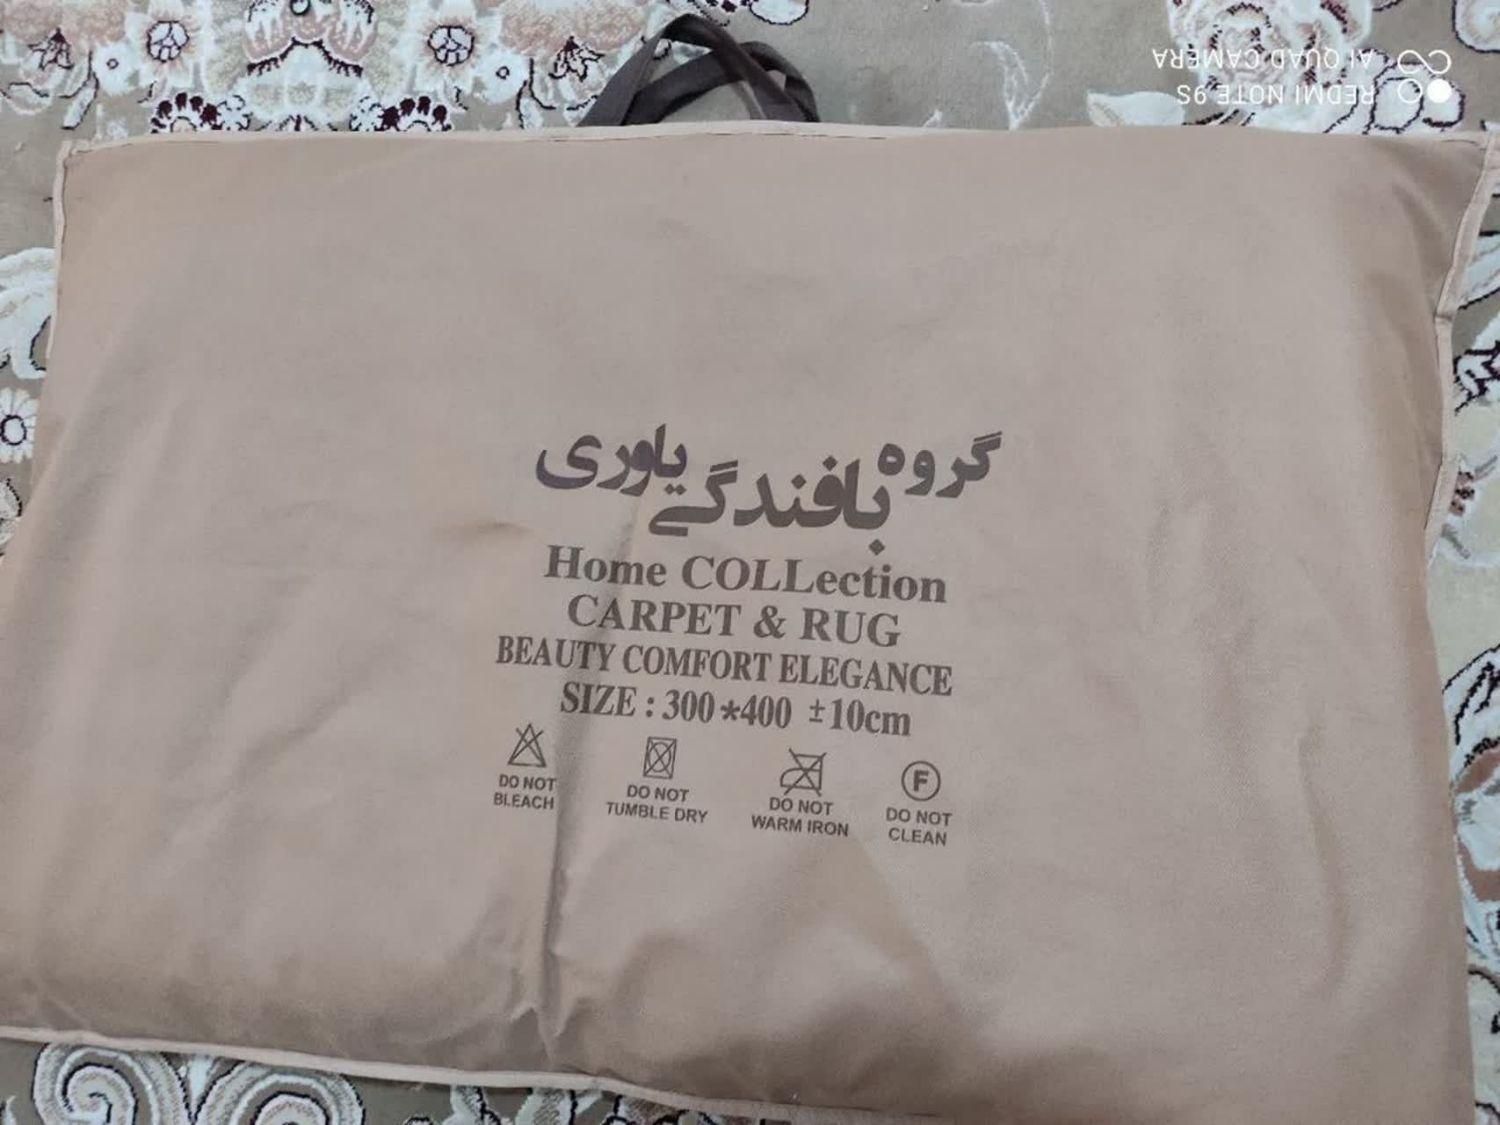 گروه بافندگی یاوری
Home COLLection
CARPET & RUG
BEAUTY COMFORT ELEGANCE
SIZE : 300*400 ±10cm
DO NOT
BLEACH
DO NOT
TUMBLE DRY
DO NOT
WARM IRON
F
DO NOT
CLEAN
REDMI NOTE 9S
AI QUAD CAMERA